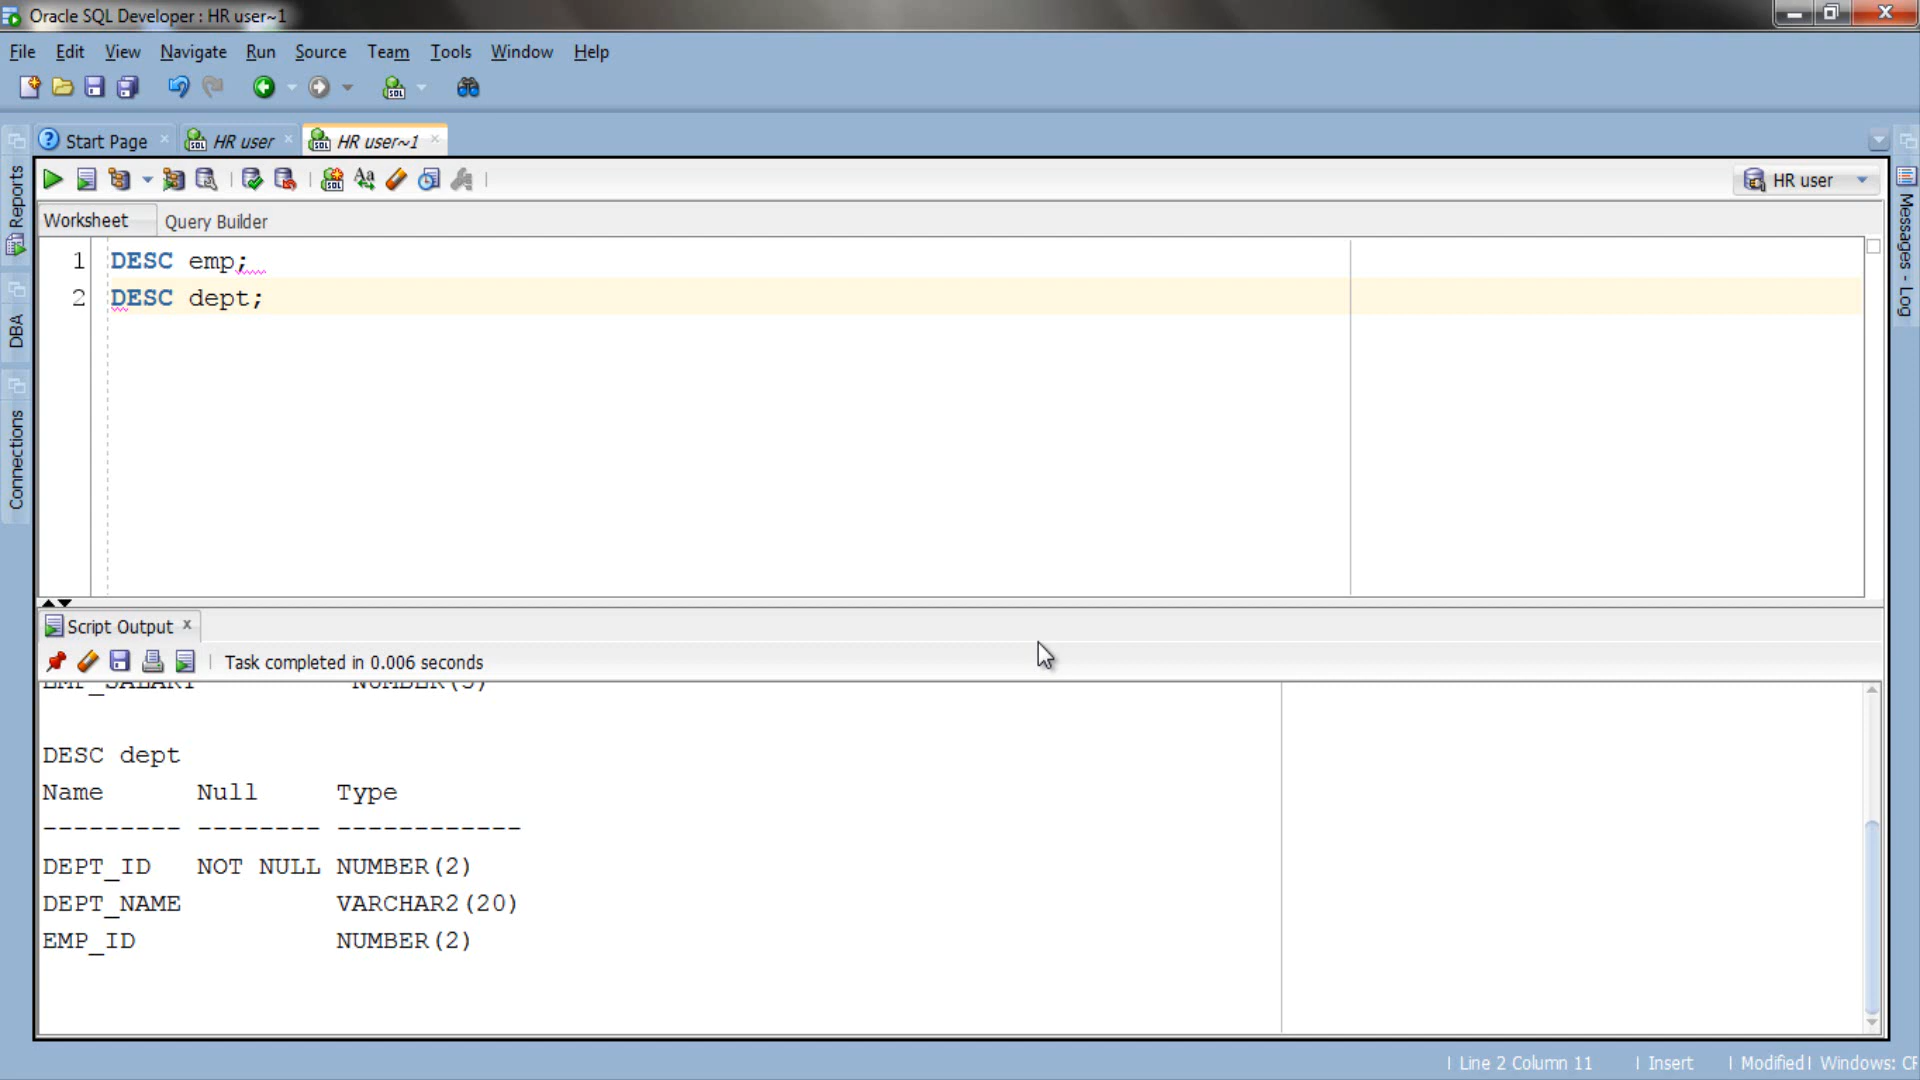 Oracle SQL Developer : HR user~1
File Edit View Navigate Run Source Team Tools Window Help
Start Page HR user HR user~1
Reports
DBA
Connections
Messages - Log
HR user
Worksheet Query Builder
1 DESC emp;
2 DESC dept;
Script Output
Task completed in 0.006 seconds
DESC dept
Name Null Type
--------- -------- ------------
DEPT_ID NOT NULL NUMBER(2)
DEPT_NAME VARCHAR2(20)
EMP_ID NUMBER(2)
Line 2 Column 11 Insert Modified Windows: